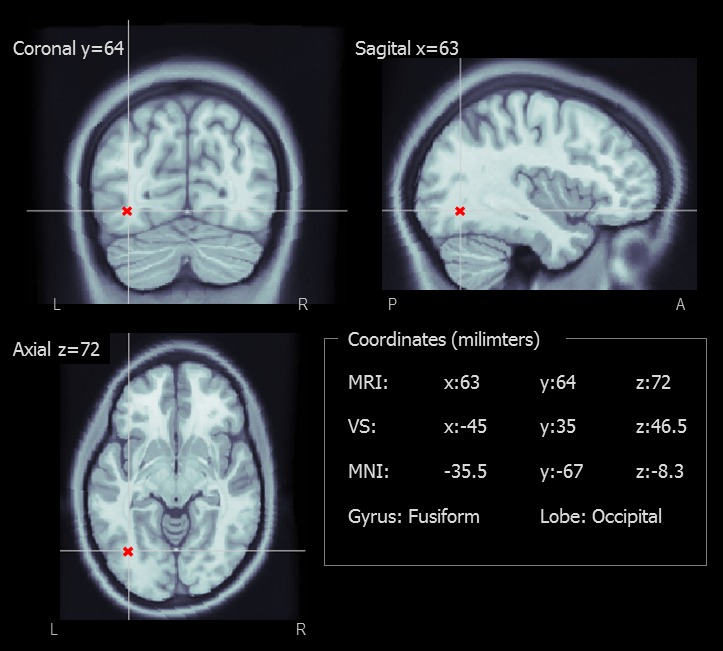 Coronal y=64
Sagital x=63
L R
P A
Axial z=72
Coordinates (milimters)
MRI: x:63 y:64 z:72
VS: x:-45 y:35 z:46.5
MNI: -35.5 y:-67 z:-8.3
Gyrus: Fusiform Lobe: Occipital
L R